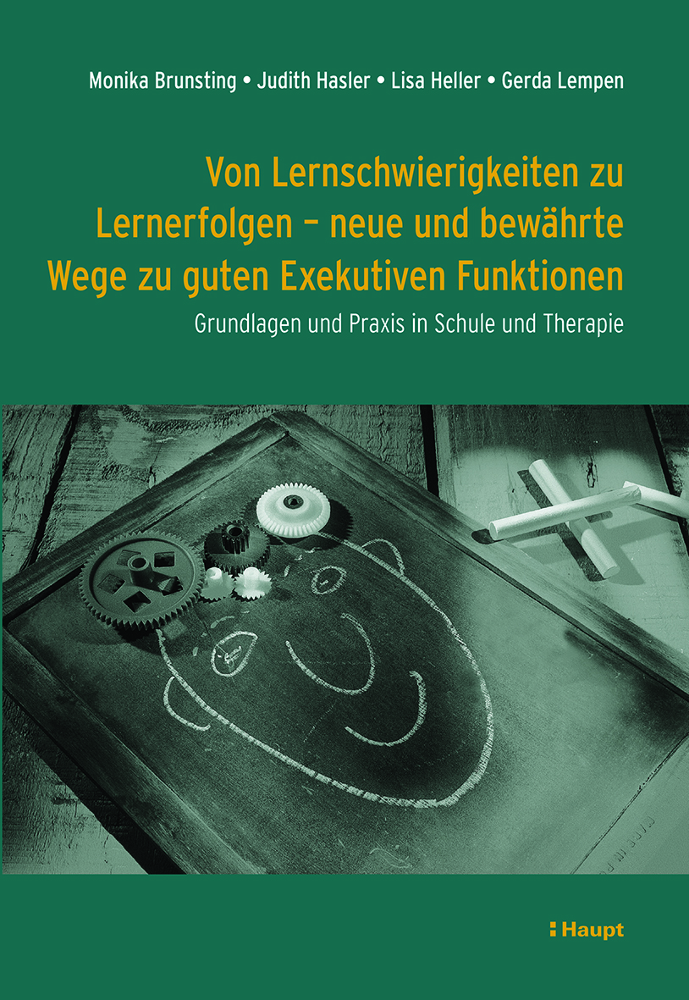 Monika Brunsting • Judith Hasler • Lisa Heller • Gerda Lempen
Von Lernschwierigkeiten zu
Lernerfolgen – neue und bewährte
Wege zu guten Exekutiven Funktionen
Grundlagen und Praxis in Schule und Therapie
Haupt